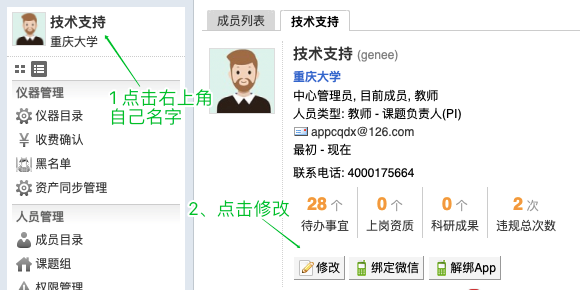 技术支持
重庆大学
仪器管理
仪器目录
收费确认
黑名单
资产同步管理
人员管理
成员目录
课题组
权限管理
1点击右上角
自己名字
成员列表 技术支持
技术支持 (genee)
重庆大学
中心管理员, 目前成员, 教师
人员类型: 教师 - 课题负责人(PI)
appcqdx@126.com
最初 - 现在
联系电话: 4000175664
28 个 0 个 0 个 2 次
待办事宜 上岗资质 科研成果 违规总次数
2、点击修改
修改 绑定微信 解绑App